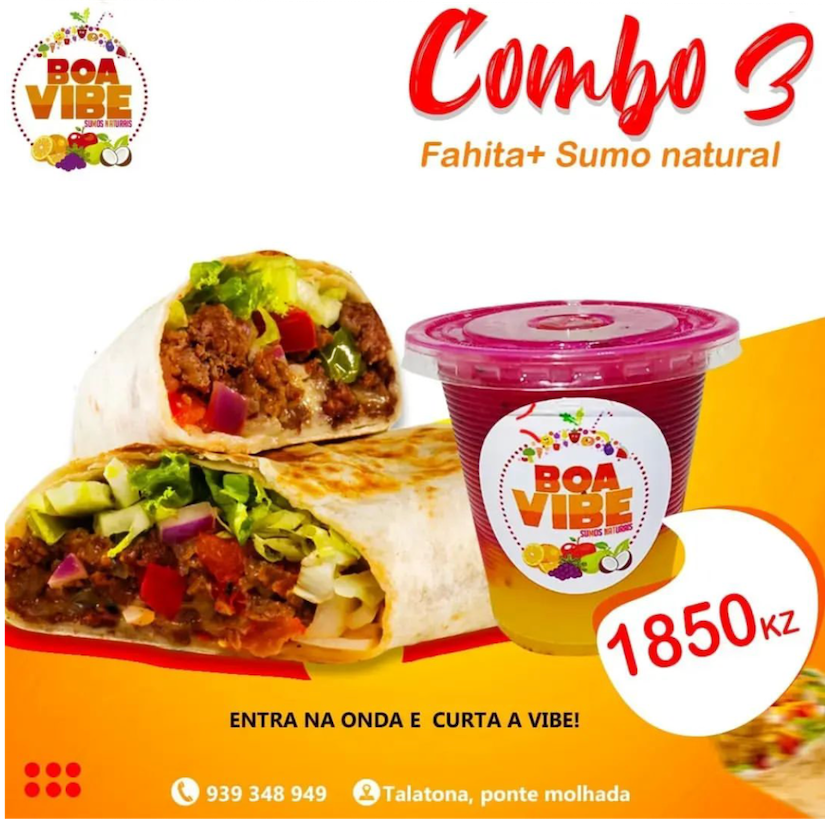 BOA
VIBE
SUMOS NATURAIS
Combo 3
Fahita+ Sumo natural
BOA
VIBE
SUMOS NATURAIS
1850KZ
ENTRA NA ONDA E CURTA A VIBE!
939 348 949
Talatona, ponte molhada